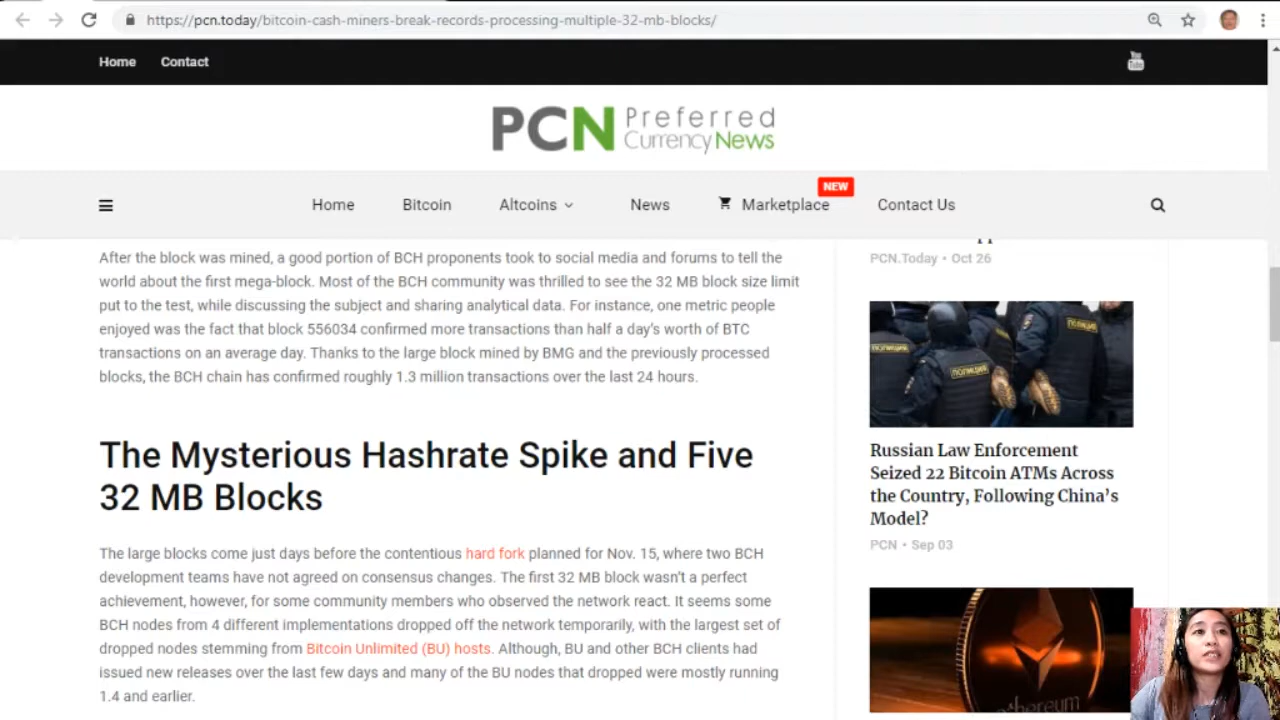 https://pcn.today/bitcoin-cash-miners-break-records-processing-multiple-32-mb-blocks/
Home Contact
You Tube
PCN Preferred Currency News
NEW
Home Bitcoin Altcoins News Marketplace Contact Us
After the block was mined, a good portion of BCH proponents took to social media and forums to tell the
world about the first mega-block. Most of the BCH community was thrilled to see the 32 MB block size limit
put to the test, while discussing the subject and sharing analytical data. For instance, one metric people
enjoyed was the fact that block 556034 confirmed more transactions than half a day's worth of BTC
transactions on an average day. Thanks to the large block mined by BMG and the previously processed
blocks, the BCH chain has confirmed roughly 1.3 million transactions over the last 24 hours.
The Mysterious Hashrate Spike and Five
32 MB Blocks
The large blocks come just days before the contentious hard fork planned for Nov. 15, where two BCH
development teams have not agreed on consensus changes. The first 32 MB block wasn't a perfect
achievement, however, for some community members who observed the network react. It seems some
BCH nodes from 4 different implementations dropped off the network temporarily, with the largest set of
dropped nodes stemming from Bitcoin Unlimited (BU) hosts. Although, BU and other BCH clients had
issued new releases over the last few days and many of the BU nodes that dropped were mostly running
1.4 and earlier.
PCN.Today • Oct 26
ПОЛИЦИЯ
ПОЛИЦИЯ
ПОЛИЦИЯ
Russian Law Enforcement
Seized 22 Bitcoin ATMs Across
the Country, Following China's
Model?
PCN • Sep 03
ethereum